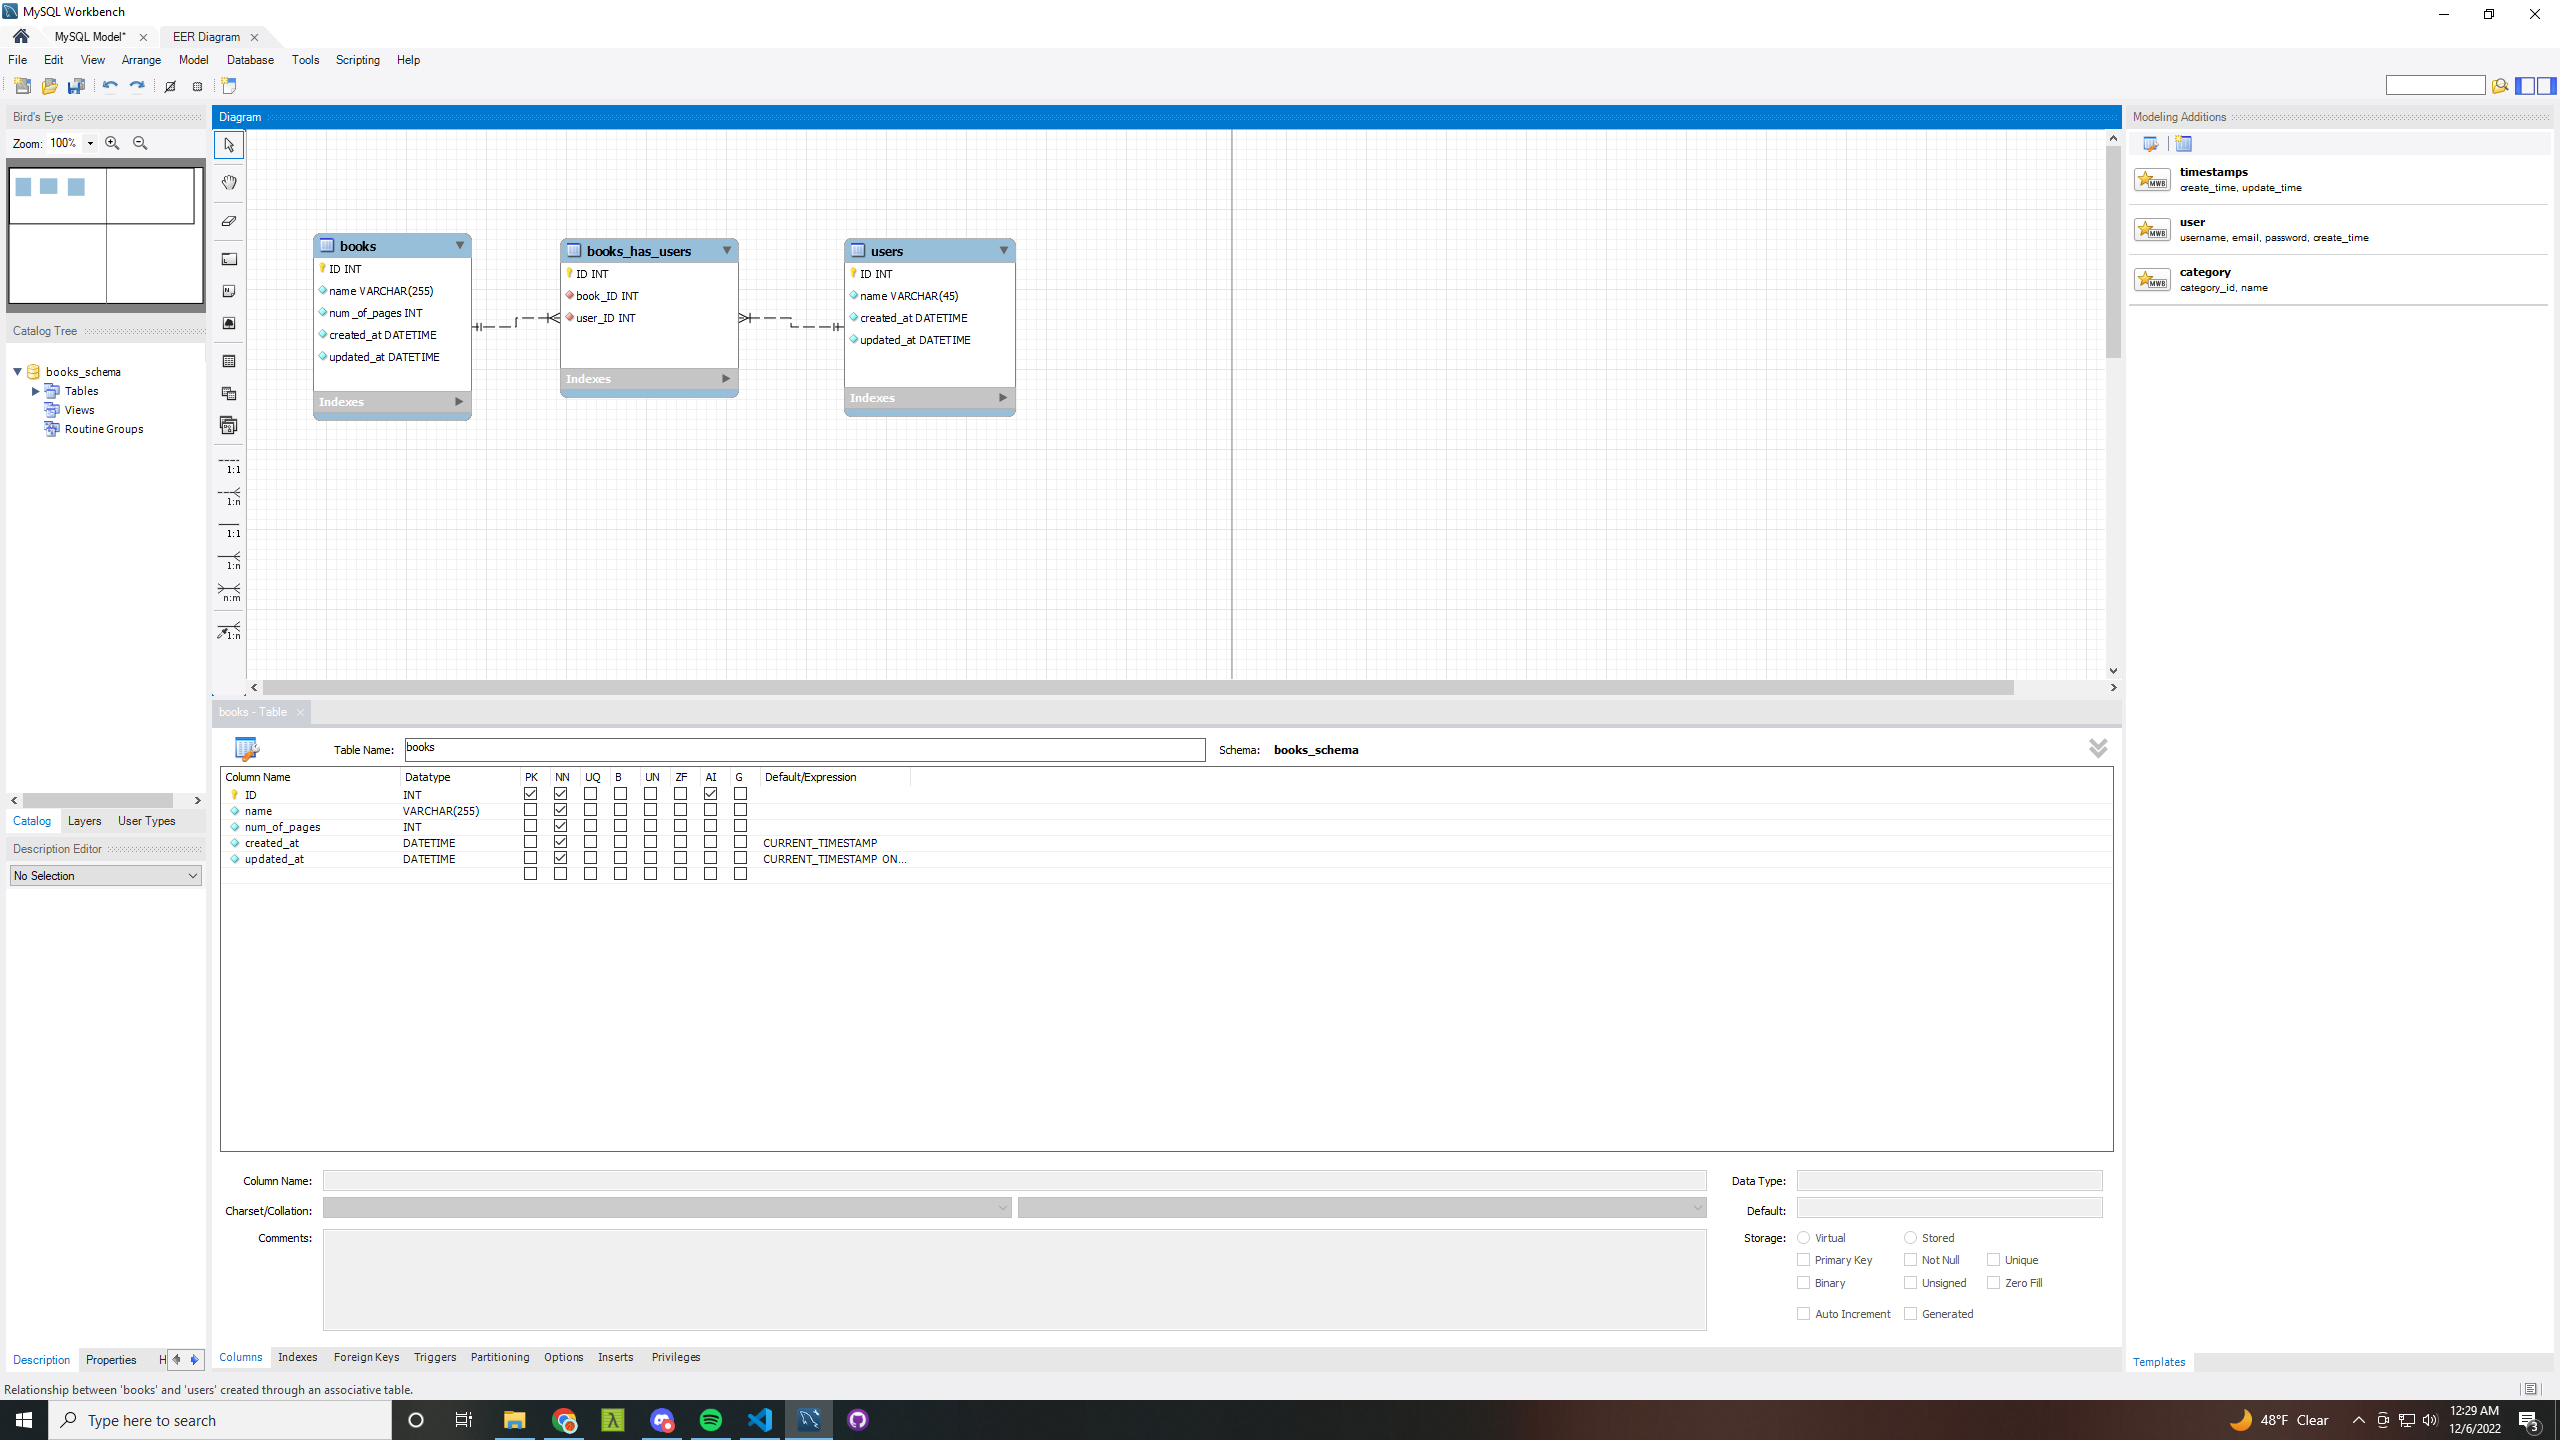 MySQL Workbench
MySQL Model*
EER Diagram
File Edit View Arrange Model Database Tools Scripting Help
Bird's Eye
Zoom: 100%
Catalog Tree
books_schema
Tables
Views
Routine Groups
Catalog Layers User Types
Description Editor
No Selection
Description Properties H
Diagram
1:1
1:n
1:1
1:n
n:m
1:n
books
ID INT
name VARCHAR(255)
num_of_pages INT
created_at DATETIME
updated_at DATETIME
Indexes
books_has_users
ID INT
book_ID INT
user_ID INT
Indexes
users
ID INT
name VARCHAR(45)
created_at DATETIME
updated_at DATETIME
Indexes
Modeling Additions
timestamps
create_time, update_time
user
username, email, password, create_time
category
category_id, name
Templates
books - Table
Table Name: books Schema: books_schema
Column Name Datatype PK NN UQ B UN ZF AI G Default/Expression
ID INT
name VARCHAR(255)
num_of_pages INT
created_at DATETIME CURRENT_TIMESTAMP
updated_at DATETIME CURRENT_TIMESTAMP ON...
Column Name: Data Type:
Charset/Collation: Default:
Comments: Storage: Virtual Stored
Primary Key Not Null Unique
Binary Unsigned Zero Fill
Auto Increment Generated
Columns Indexes Foreign Keys Triggers Partitioning Options Inserts Privileges
Relationship between 'books' and 'users' created through an associative table.
Type here to search
48°F Clear
12:29 AM
12/6/2022
3